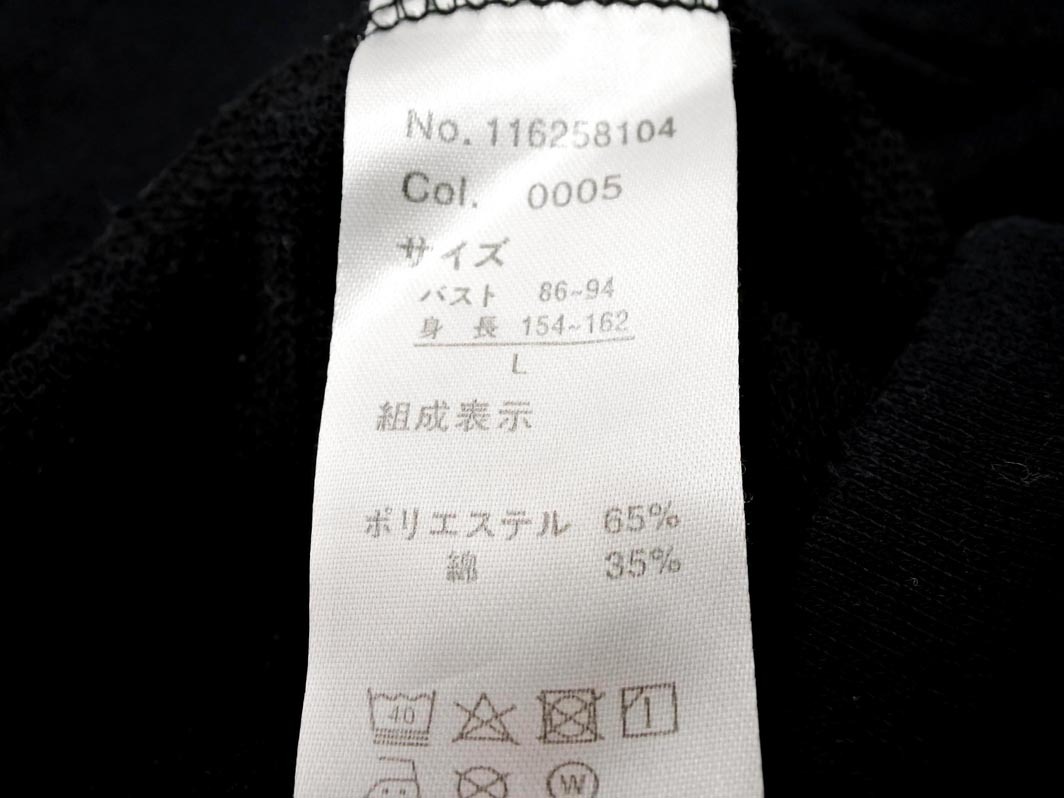 No. 116258104
Col. 0005
サイズ
バスト 86~94
身長 154~162
L
組成表示
ポリエステル 65%
綿 35%
40
W